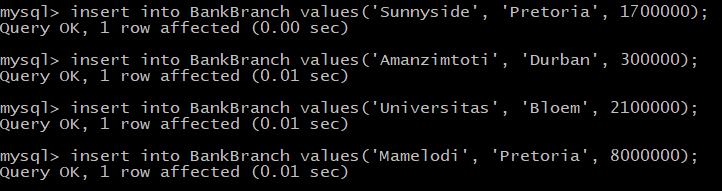 mysql> insert into BankBranch values('Sunnyside', 'Pretoria', 1700000);
Query OK, 1 row affected (0.00 sec)
mysql> insert into BankBranch values('Amanzimtoti', 'Durban', 300000);
Query OK, 1 row affected (0.01 sec)
mysql> insert into BankBranch values('Universitas', 'Bloem', 2100000);
Query OK, 1 row affected (0.01 sec)
mysql> insert into BankBranch values('Mamelodi', 'Pretoria', 8000000);
Query OK, 1 row affected (0.01 sec)